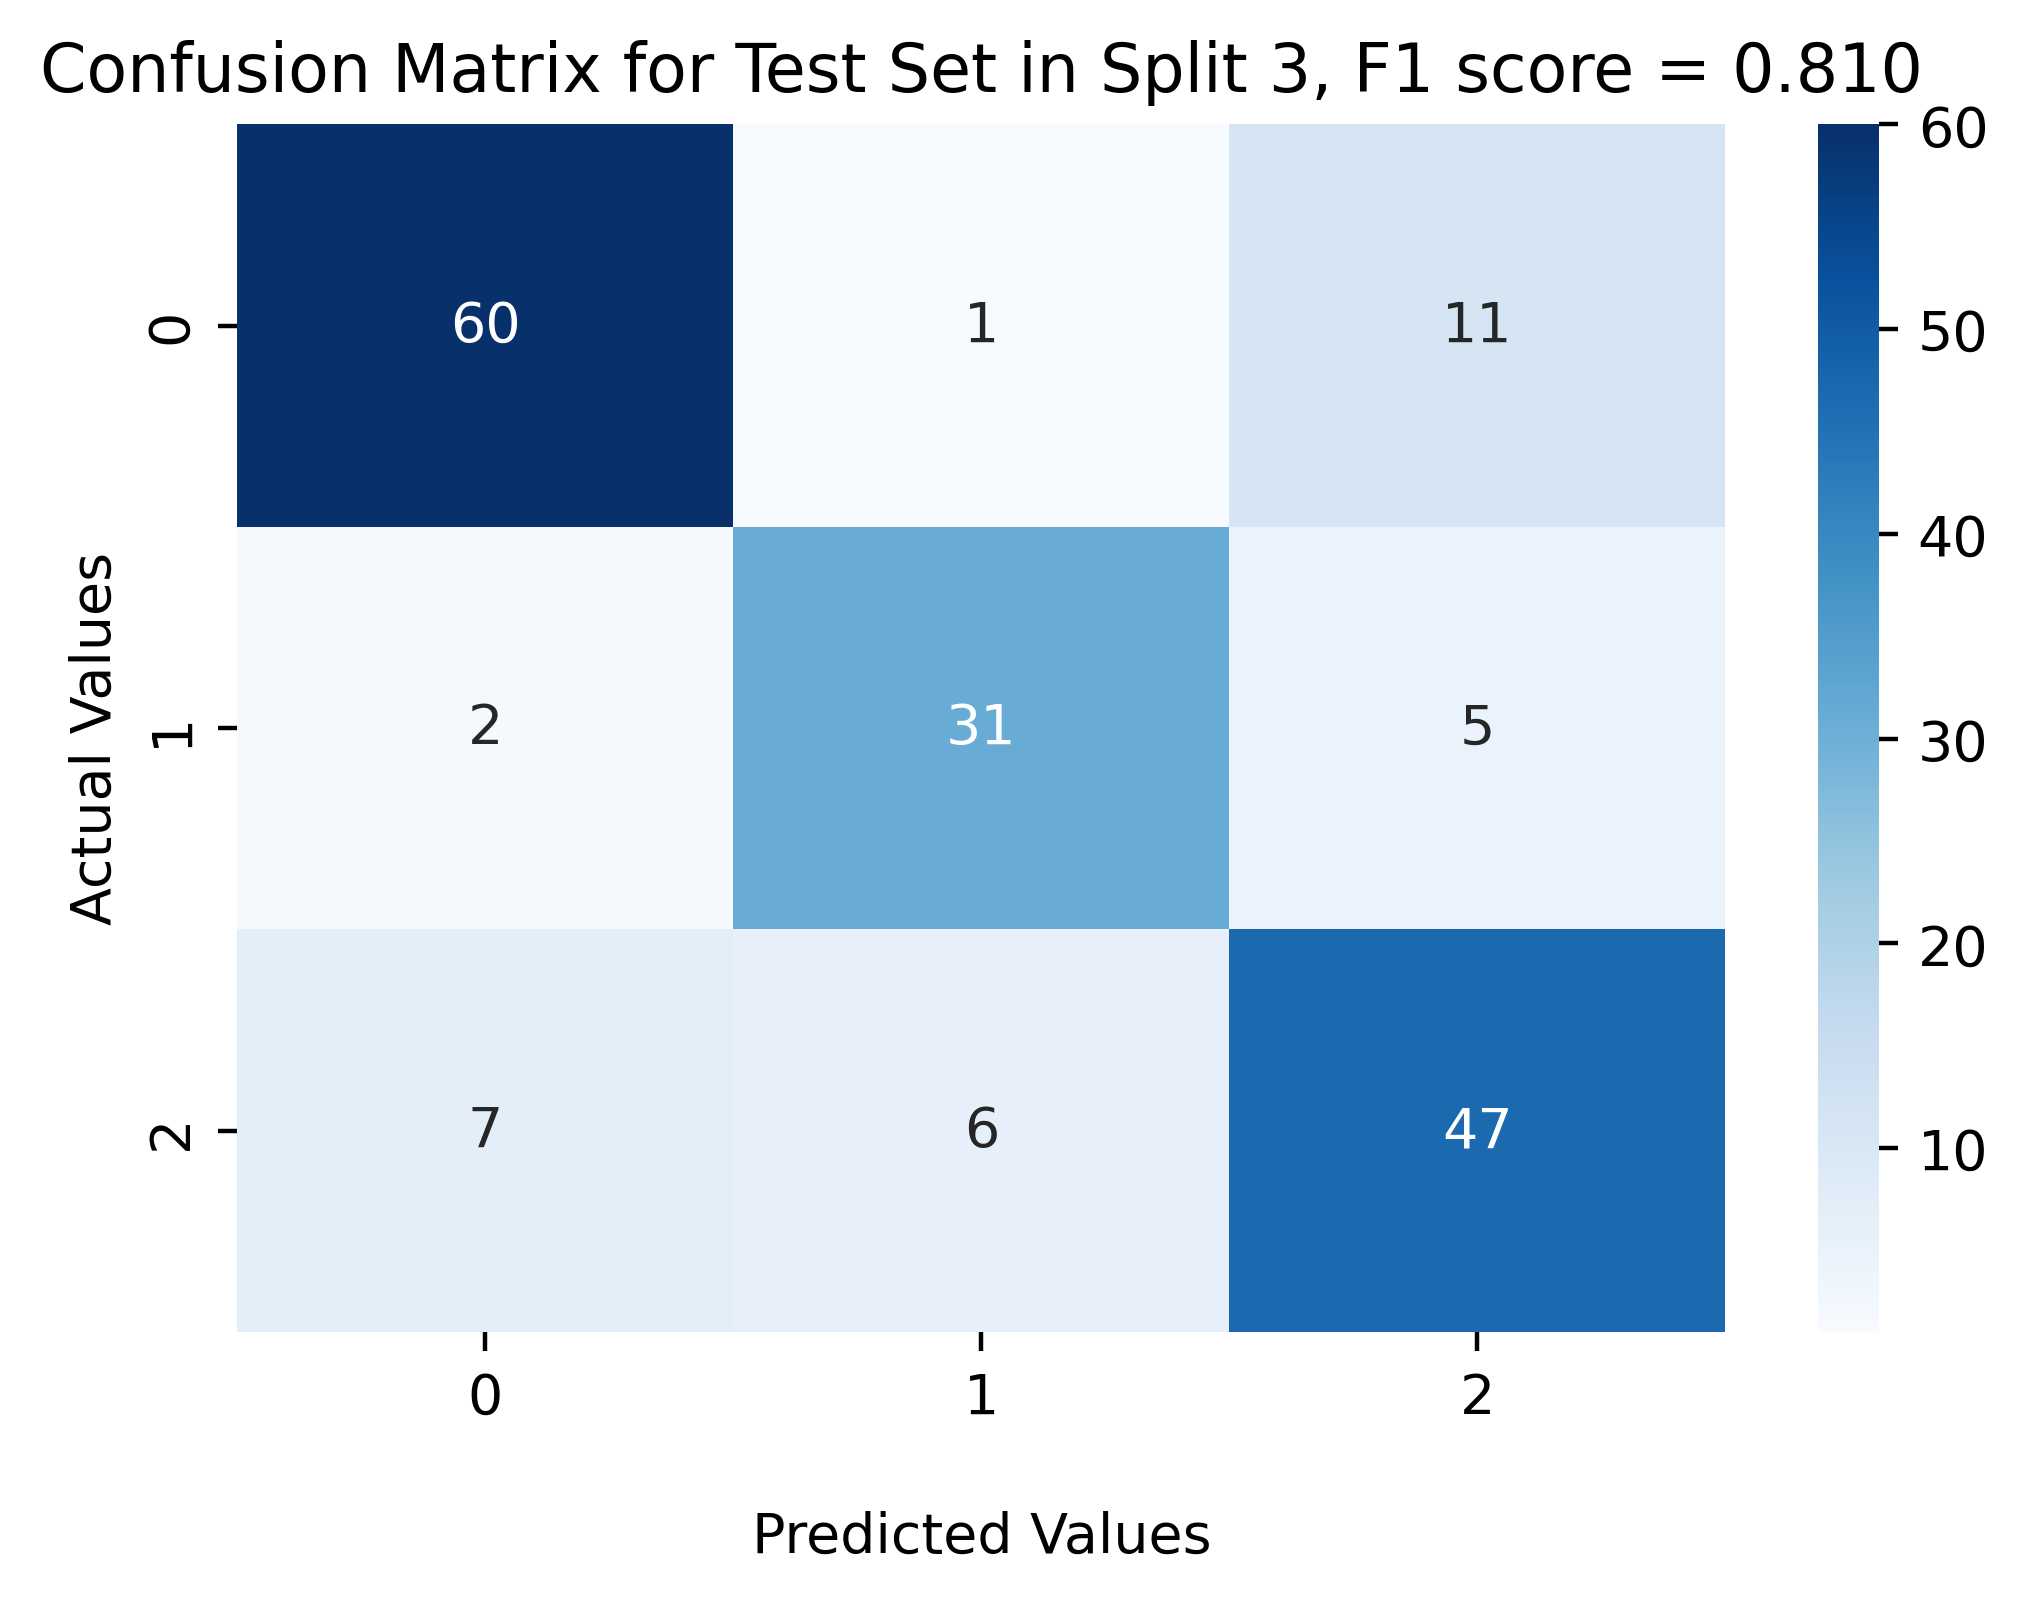 Confusion Matrix for Test Set in Split 3, F1 score = 0.810
60
0
60 1 11
50
40
Actual Values
1
2 31 5
30
20
2
7 6 47
10
0 1 2
Predicted Values